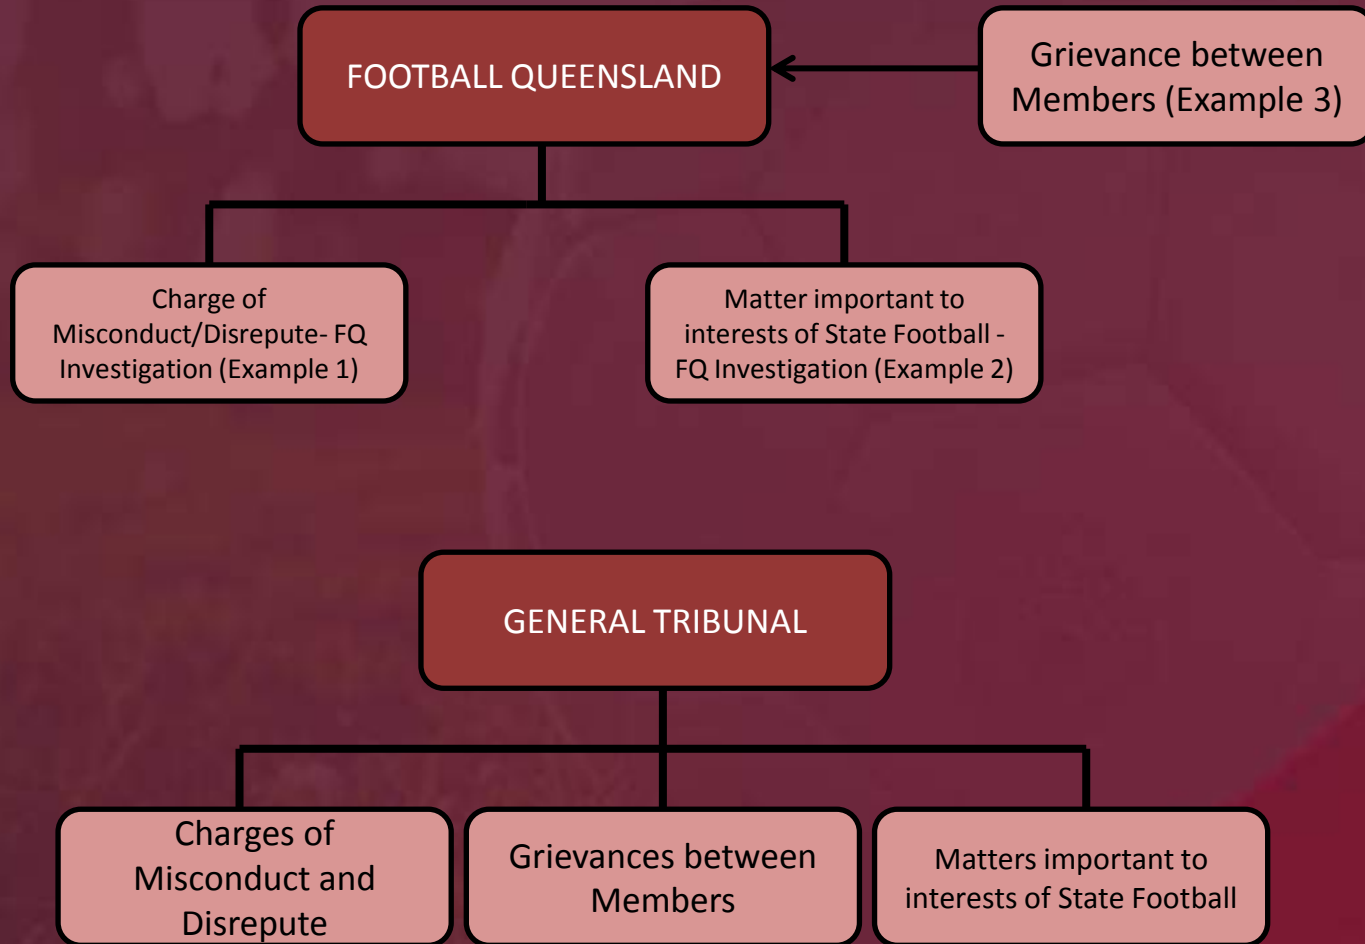 FOOTBALL QUEENSLAND
Grievance between
Members (Example 3)
Charge of
Misconduct/Disrepute- FQ
Investigation (Example 1)
Matter important to
interests of State Football -
FQ Investigation (Example 2)
GENERAL TRIBUNAL
Charges of
Misconduct and
Disrepute
Grievances between
Members
Matters important to
interests of State Football